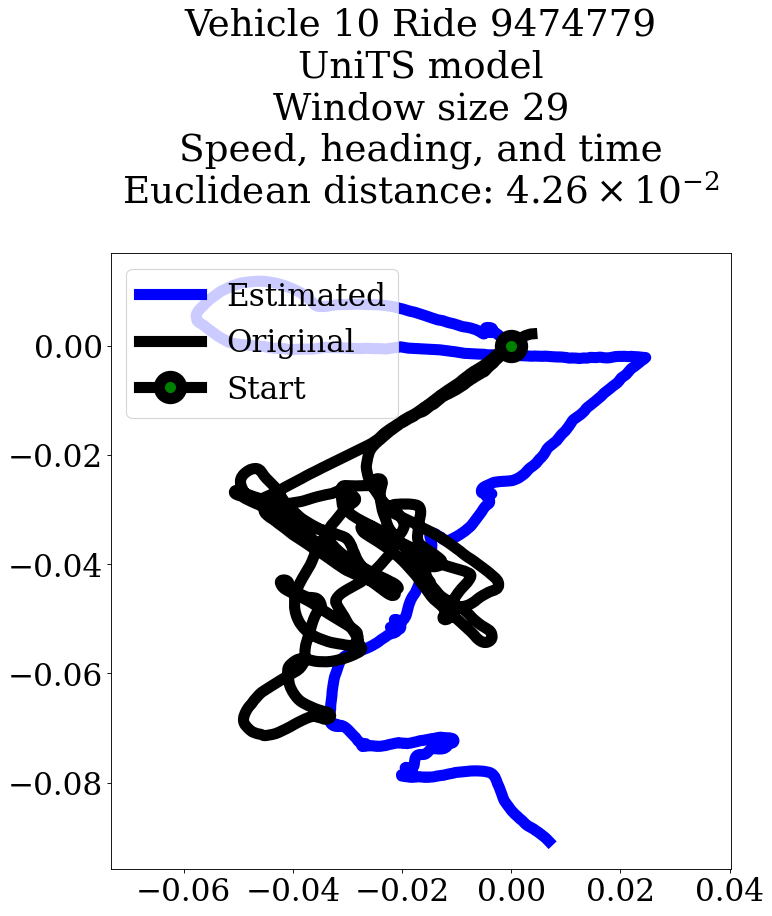 Vehicle 10 Ride 9474779
UniTS model
Window size 29
Speed, heading, and time
Euclidean distance: 4.26 × 10⁻²
Estimated
Original
Start
0.00
−0.02
−0.04
−0.06
−0.08
−0.06 −0.04 −0.02 0.00 0.02 0.04